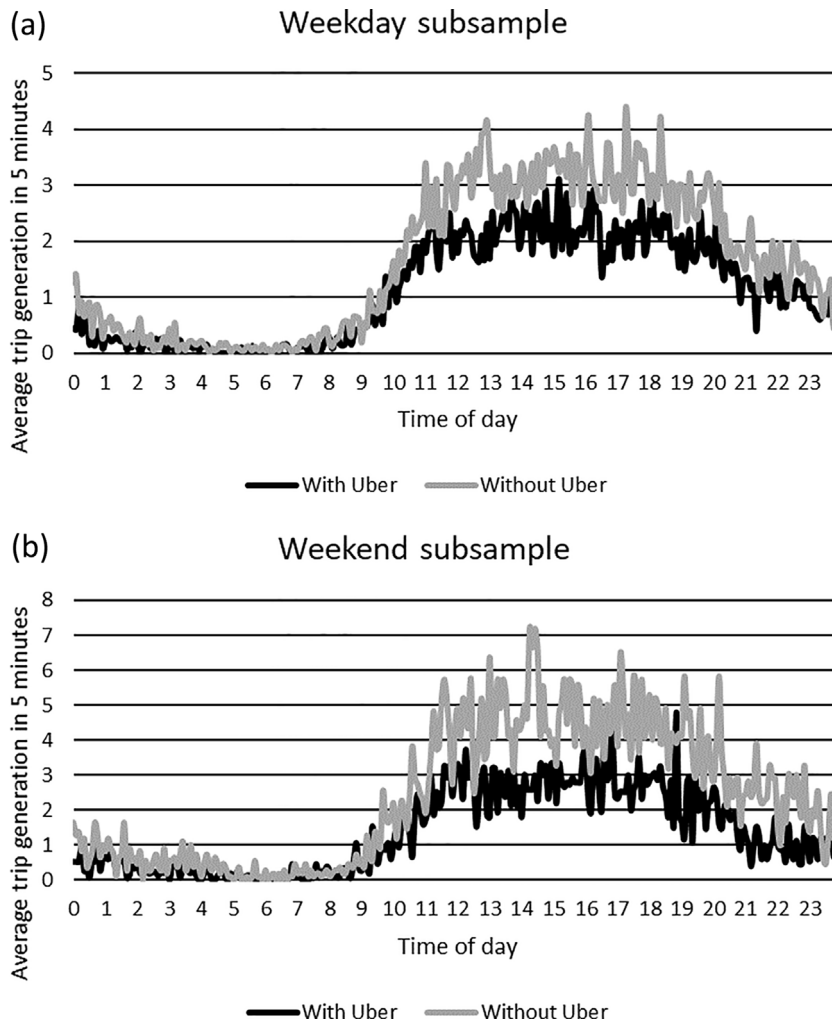 (a)
Weekday subsample
Average trip generation in 5 minutes
5
4
3
2
1
0
0 1 2 3 4 5 6 7 8 9 10 11 12 13 14 15 16 17 18 19 20 21 22 23
Time of day
With Uber Without Uber
(b)
Weekend subsample
Average trip generation in 5 minutes
8
7
6
5
4
3
2
1
0
0 1 2 3 4 5 6 7 8 9 10 11 12 13 14 15 16 17 18 19 20 21 22 23
Time of day
With Uber Without Uber